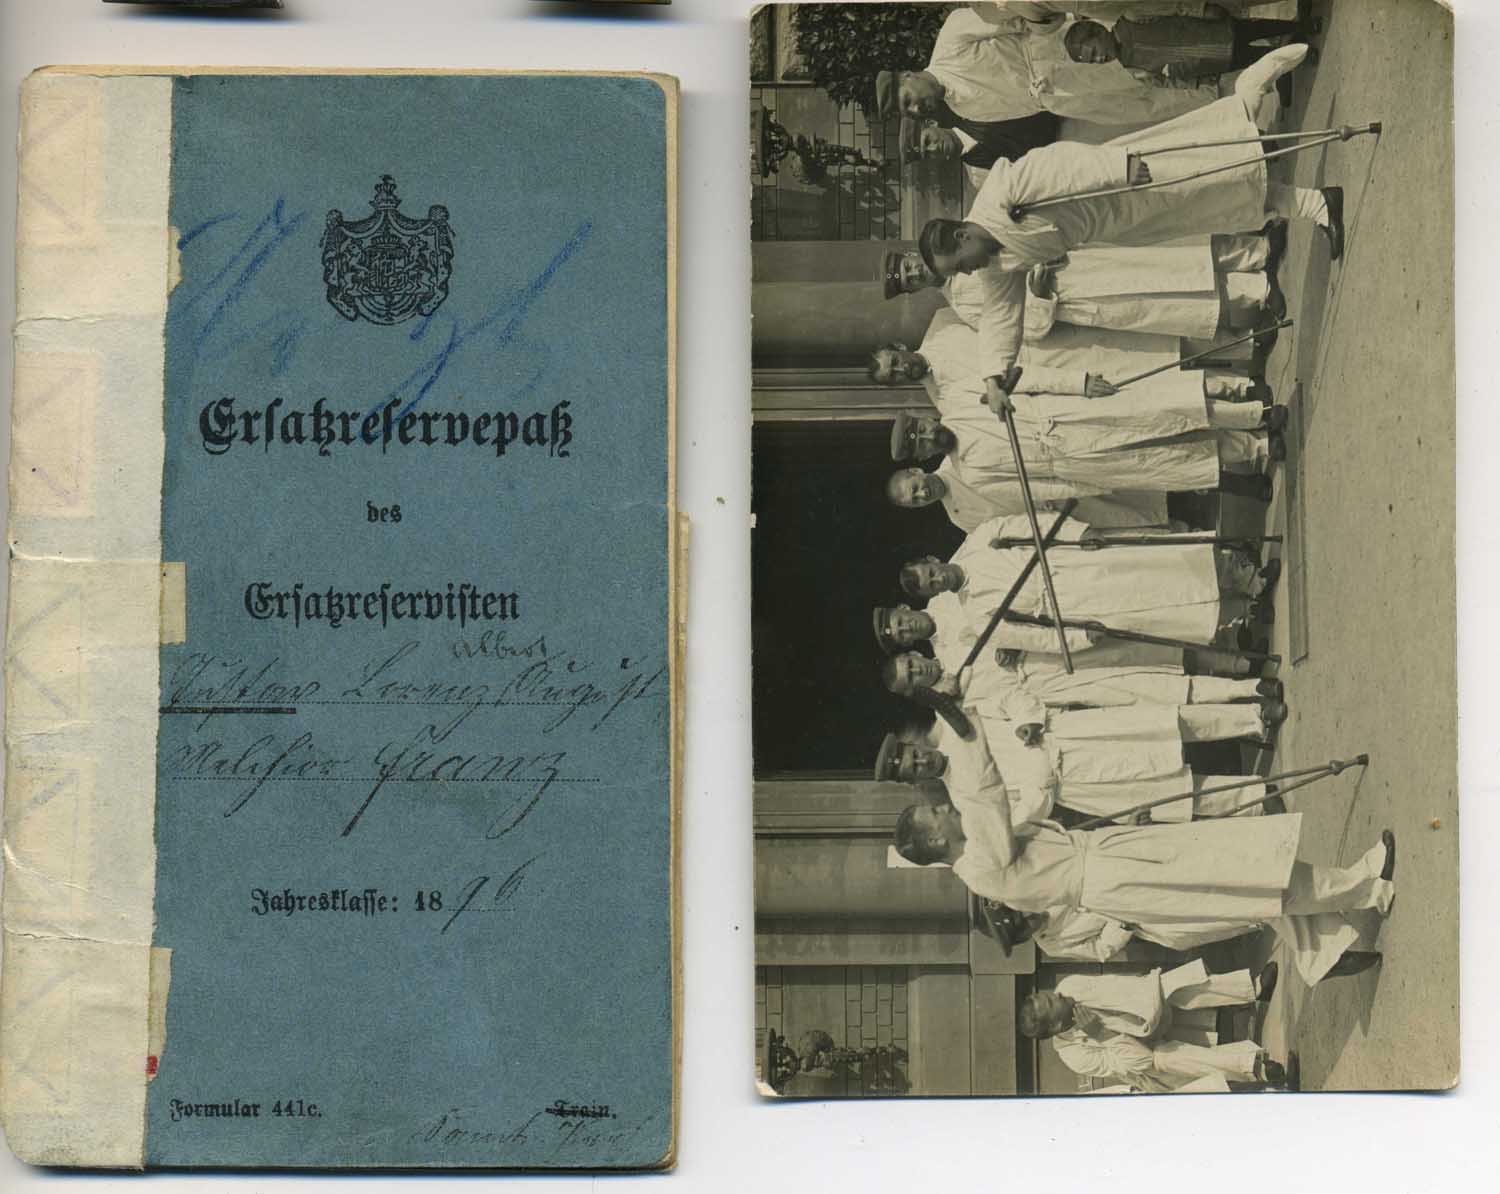 Ersatzreservepaß
des
Ersatzreservisten
Albert
Gustav Lorenz August
Melchior Franz
Jahresklasse: 1896
Formular 441c. Train.